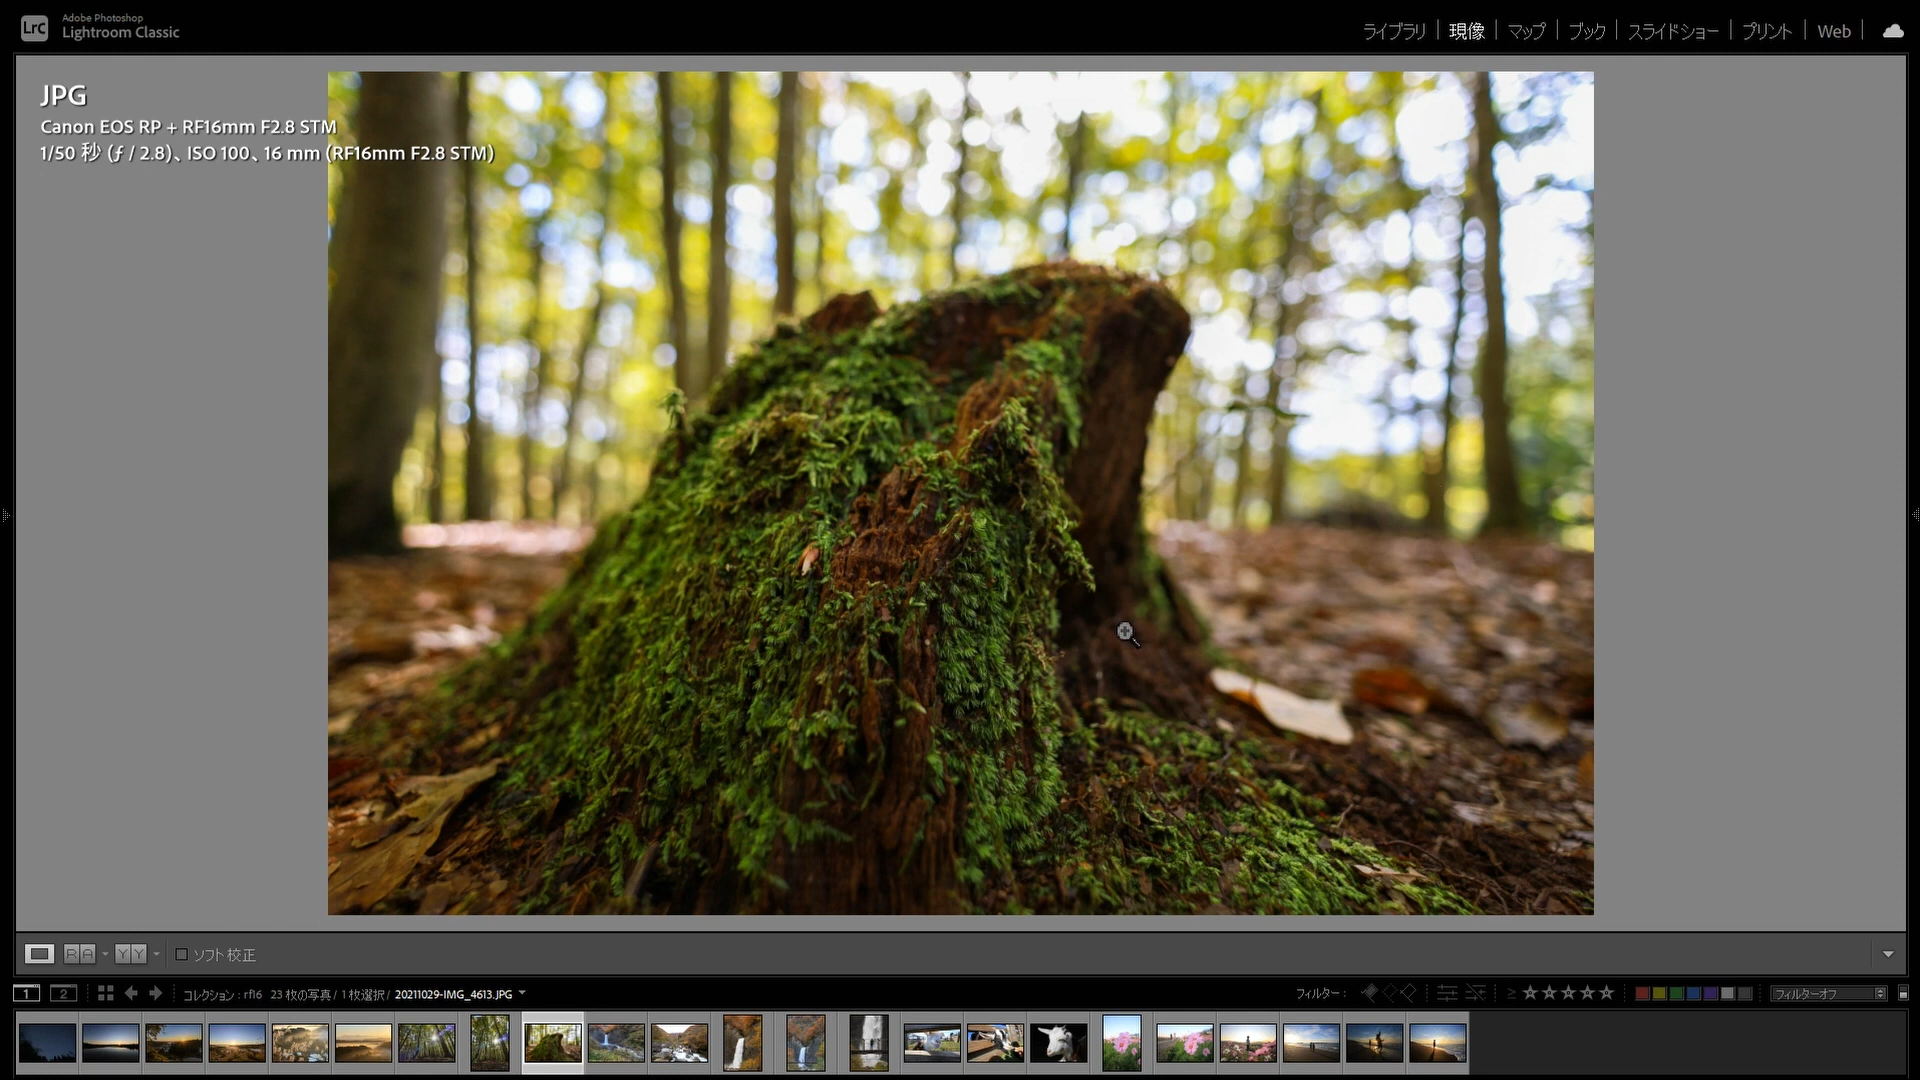 Lrc
Adobe Photoshop
Lightroom Classic
ライブラリ 現像 マップ ブック スライドショー プリント Web
JPG
Canon EOS RP + RF16mm F2.8 STM
1/50 秒 (ƒ / 2.8)、ISO 100、16 mm (RF16mm F2.8 STM)
R A Y Y ソフト校正
1 2 コレクション : rf16 23 枚の写真 / 1 枚選択 / 20211029-IMG_4613.JPG フィルター : ≥ フィルターオフ